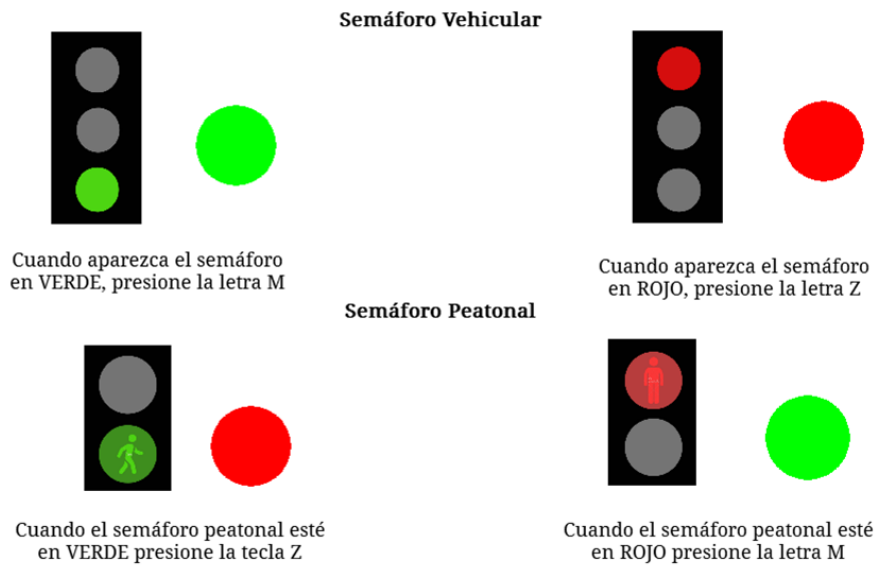 Semáforo Vehicular
Cuando aparezca el semáforo
en VERDE, presione la letra M
Cuando aparezca el semáforo
en ROJO, presione la letra Z
Semáforo Peatonal
Cuando el semáforo peatonal esté
en VERDE presione la tecla Z
Cuando el semáforo peatonal esté
en ROJO presione la letra M